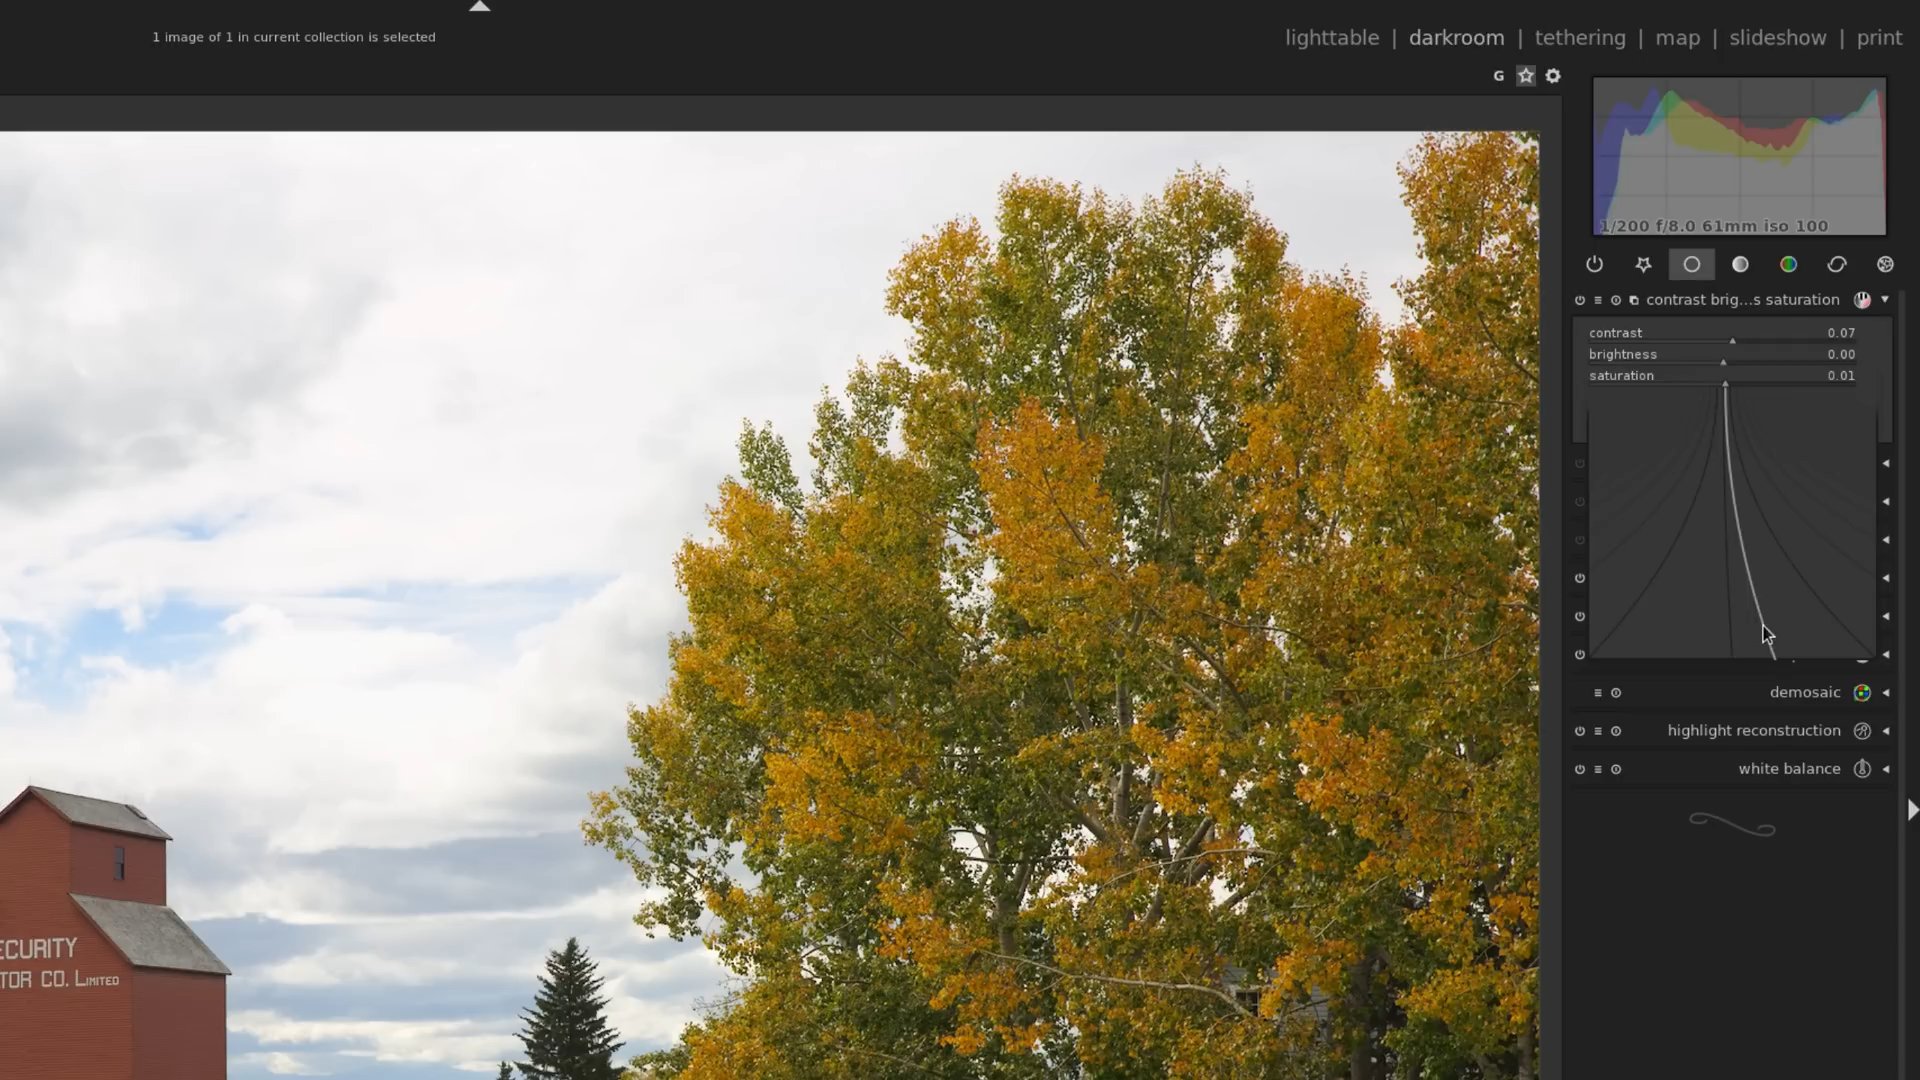 1 image of 1 in current collection is selected
lighttable | darkroom | tethering | map | slideshow | print
G
1/200 f/8.0 61mm iso 100
contrast brig...s saturation
contrast 0.07
brightness 0.00
saturation 0.01
demosaic
highlight reconstruction
white balance
ECURITY
TOR CO. LIMITED